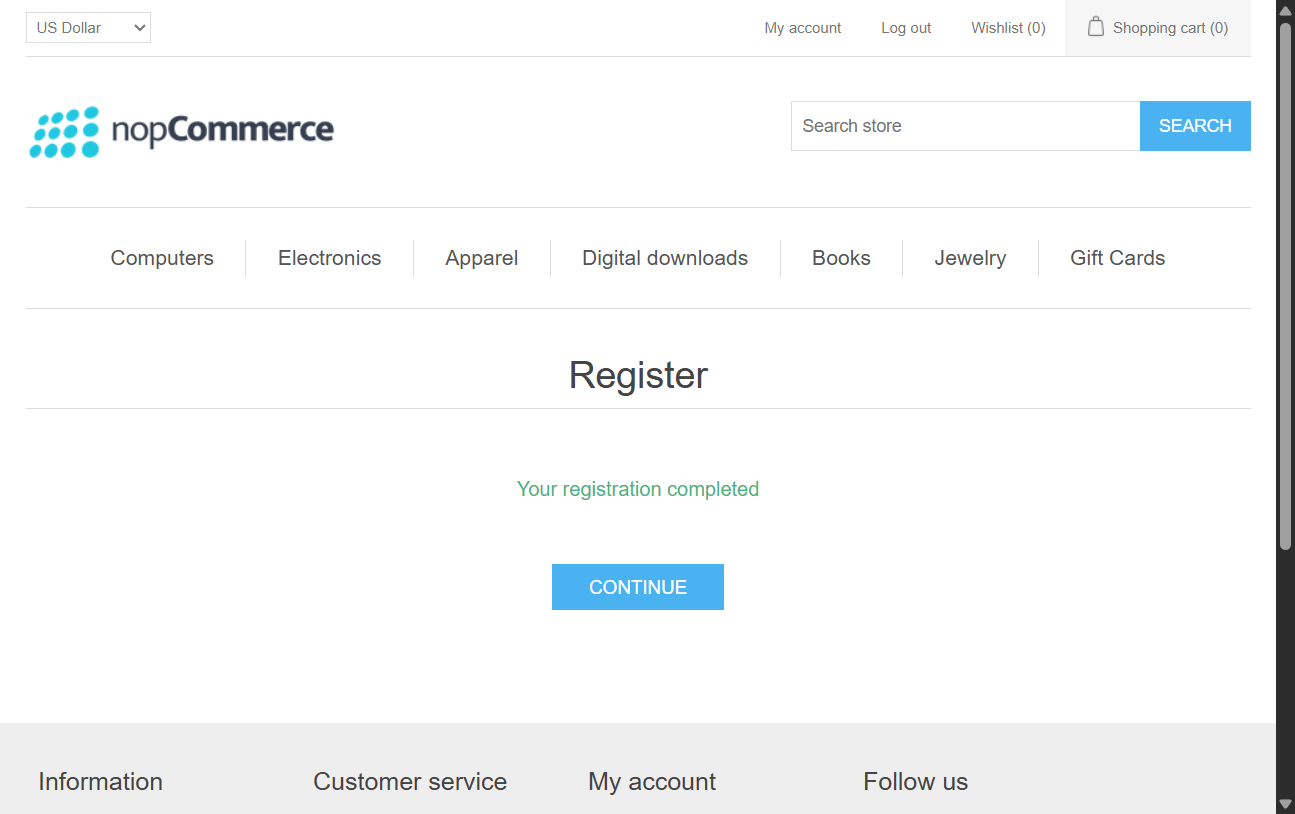 US Dollar
My account
Log out
Wishlist (0)
Shopping cart (0)
nopCommerce
Search store
SEARCH
Computers
Electronics
Apparel
Digital downloads
Books
Jewelry
Gift Cards
Register
Your registration completed
CONTINUE
Information
Customer service
My account
Follow us